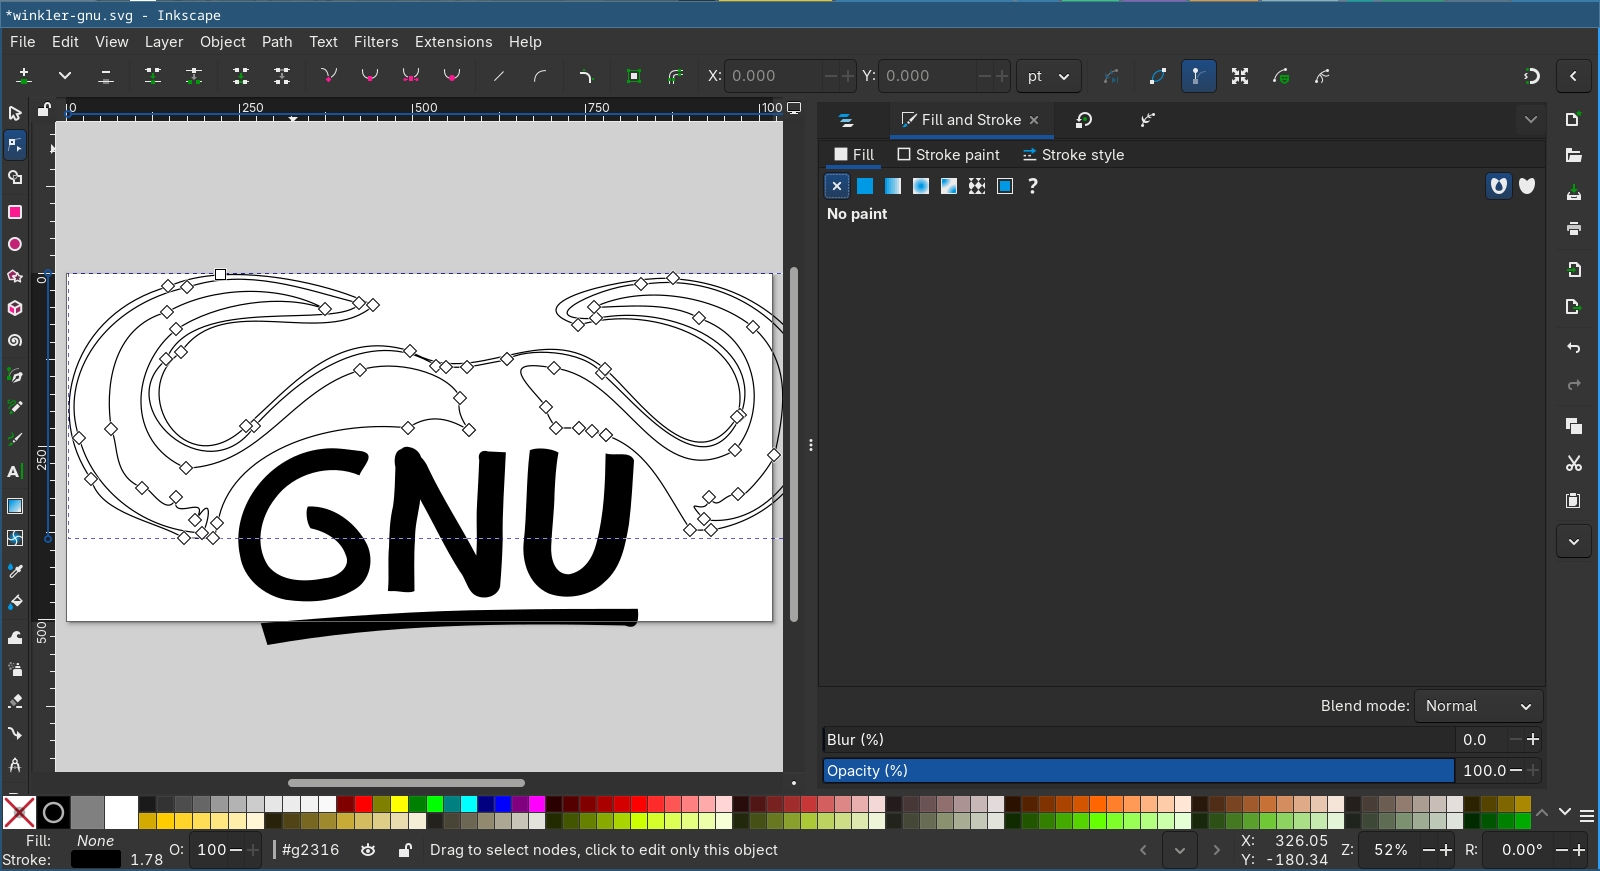 *winkler-gnu.svg - Inkscape
File Edit View Layer Object Path Text Filters Extensions Help
X: 0.000 Y: 0.000 pt
0 250 500 750 100
Fill and Stroke
Fill Stroke paint Stroke style
?
No paint
0
250
500
GNU
Blend mode: Normal
Blur (%) 0.0
Opacity (%) 100.0
Fill: None
Stroke: 1.78 O: 100 #g2316 Drag to select nodes, click to edit only this object
X: 326.05
Y: -180.34
Z: 52% R: 0.00°